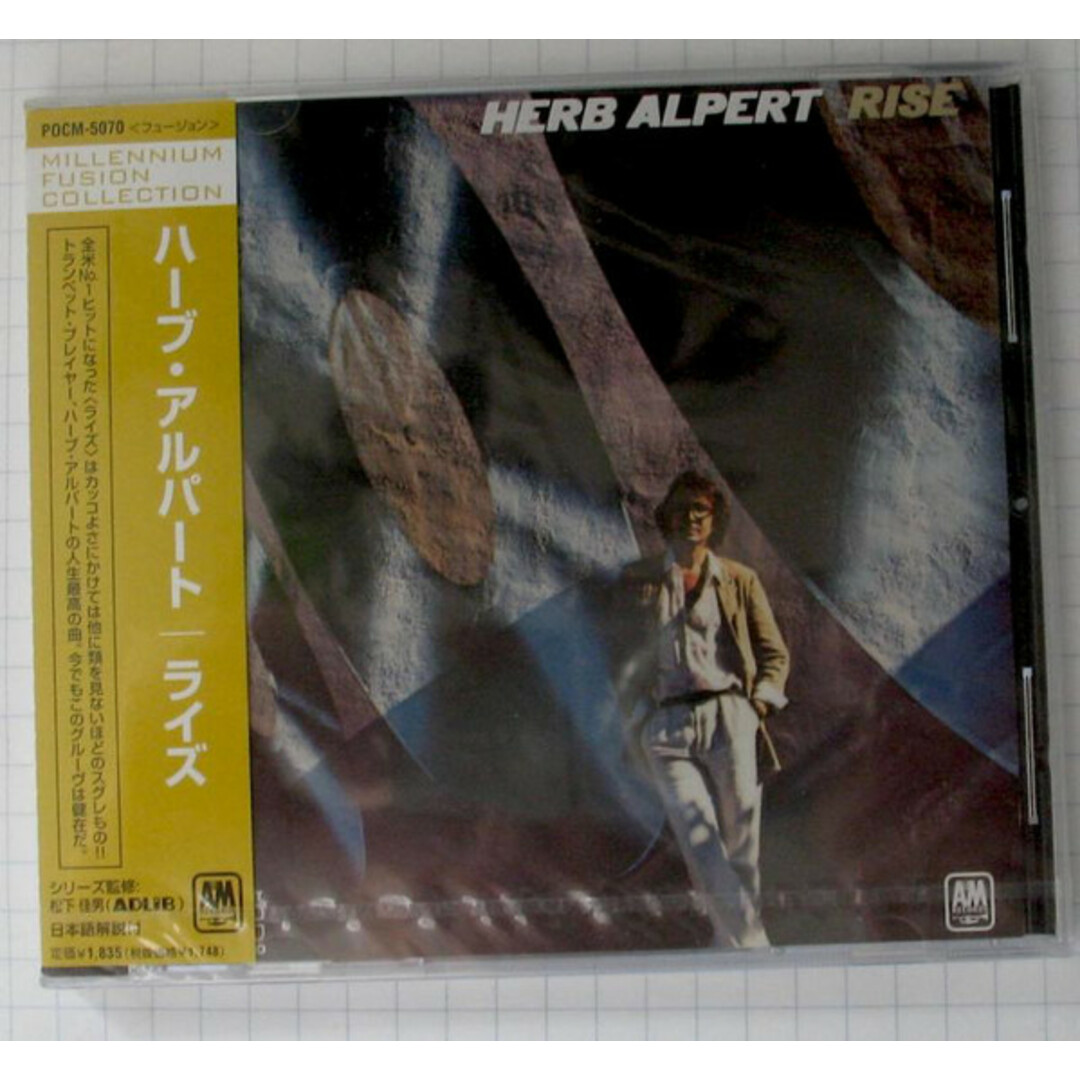 POCM-5070 <フュージョン>
MILLENNIUM
FUSION
COLLECTION
ハーブ・アルパート｜ライズ
全米No.1ヒットになった〈ライズ〉はカッコよさにかけては他に類を見ないほどのスグレもの!!
トランペット・プレイヤー、ハーブ・アルパートの人生最高の曲。今でもこのグルーヴは健在だ。
シリーズ監修:
松下 佳男(ADLiB)
日本語解説付
定価¥1,835(税抜価格¥1,748)
A&M
RECORDS
HERB ALPERT RISE
A&M
RECORDS